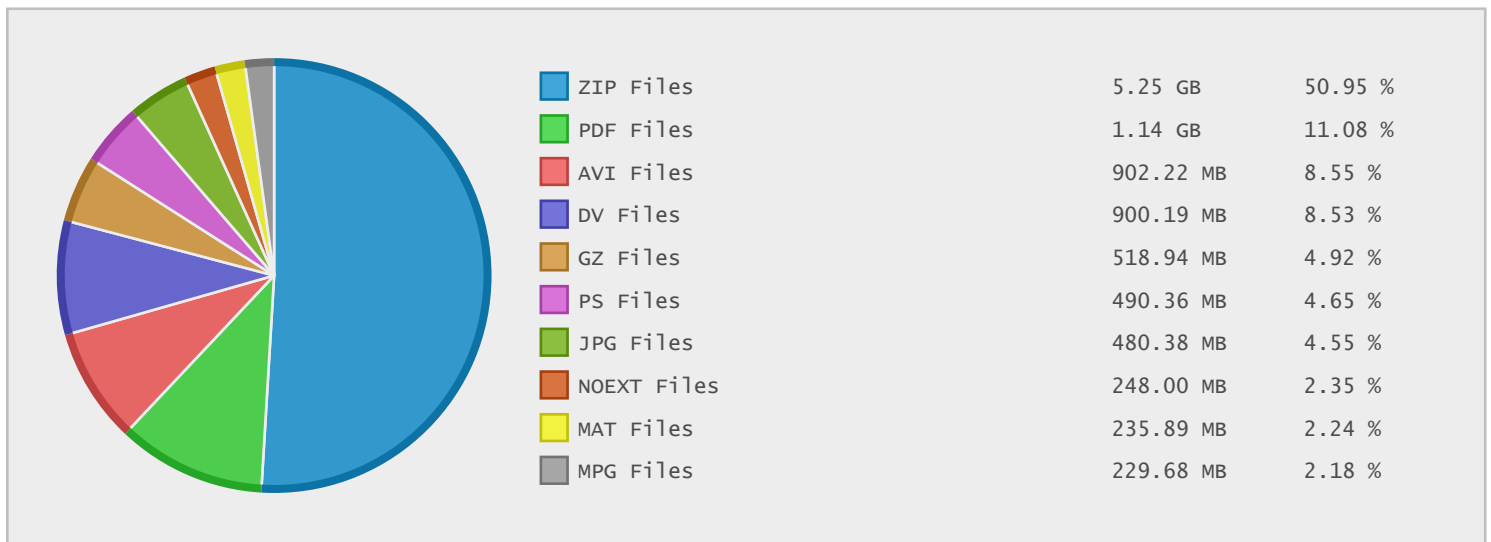 ZIP Files 5.25 GB 50.95 %
PDF Files 1.14 GB 11.08 %
AVI Files 902.22 MB 8.55 %
DV Files 900.19 MB 8.53 %
GZ Files 518.94 MB 4.92 %
PS Files 490.36 MB 4.65 %
JPG Files 480.38 MB 4.55 %
NOEXT Files 248.00 MB 2.35 %
MAT Files 235.89 MB 2.24 %
MPG Files 229.68 MB 2.18 %